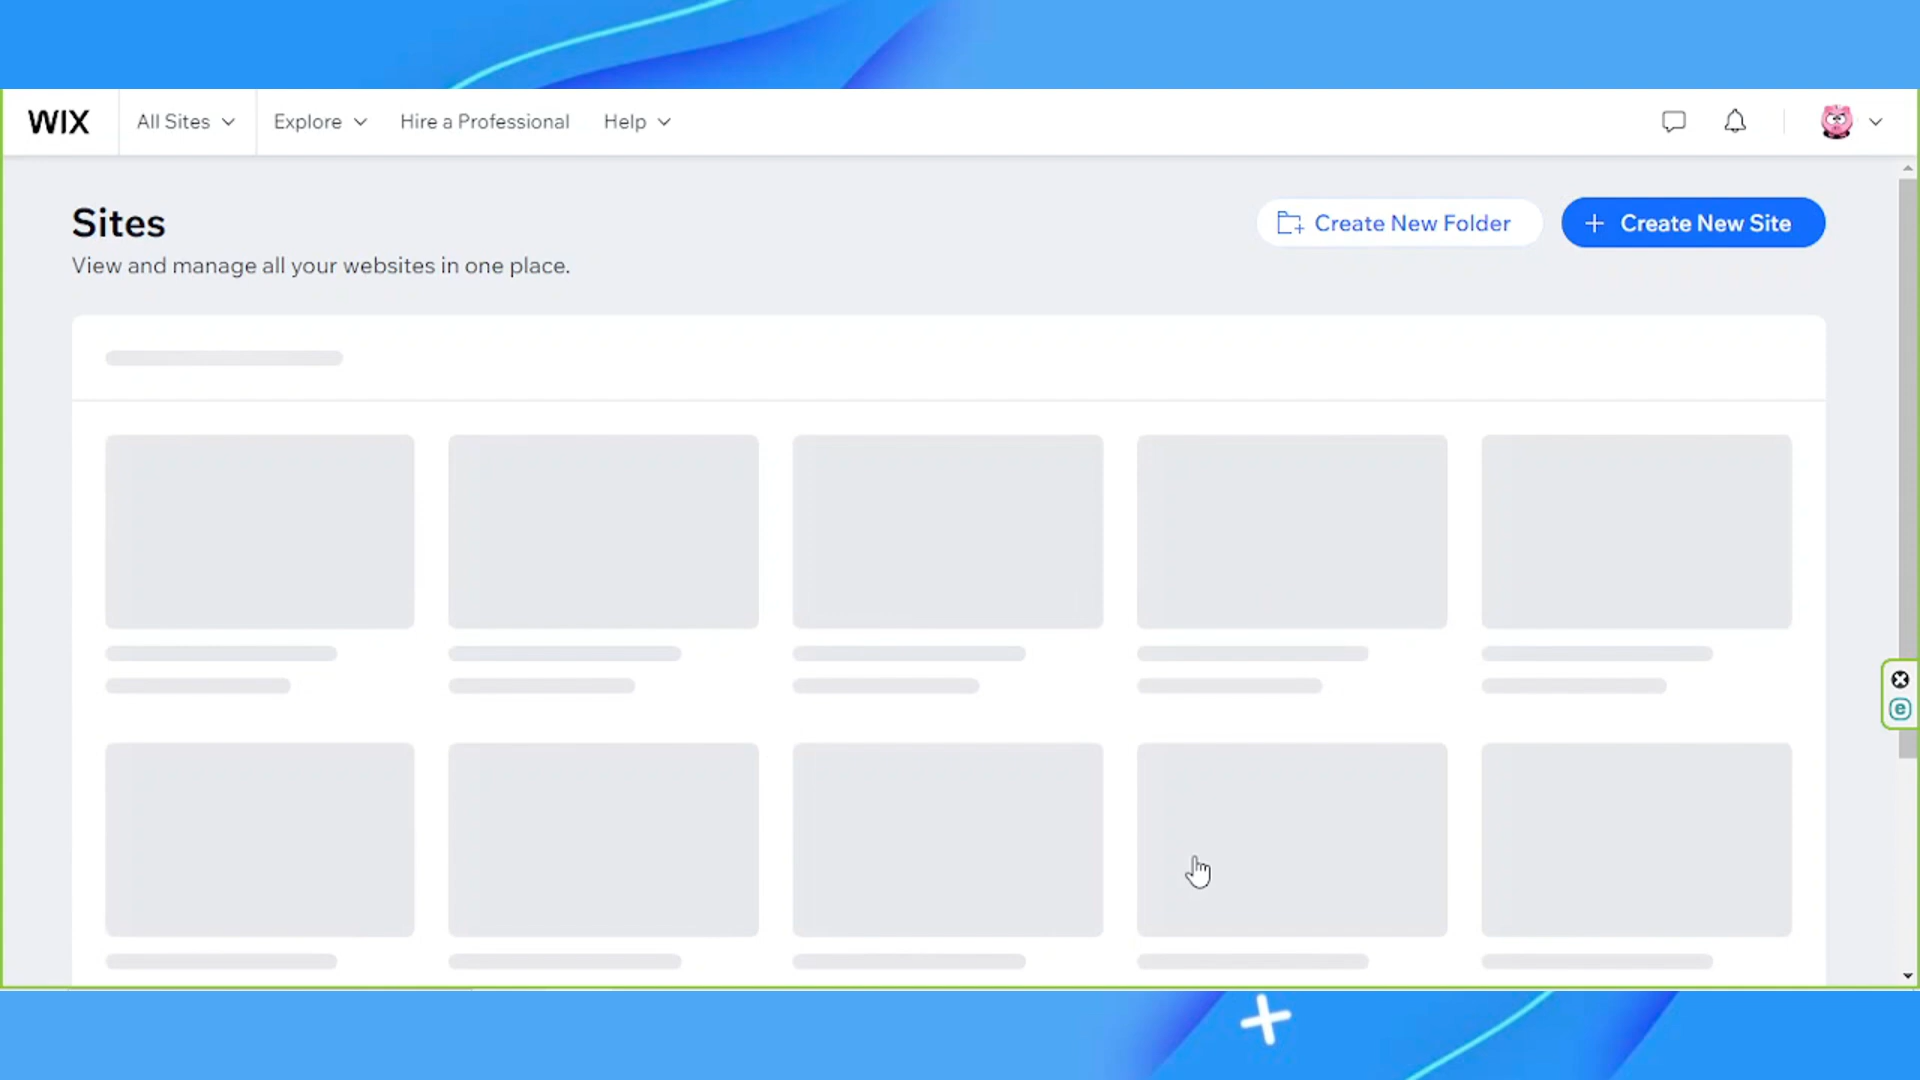 WIX
All Sites
Explore
Hire a Professional
Help
Sites
View and manage all your websites in one place.
Create New Folder
+ Create New Site
e